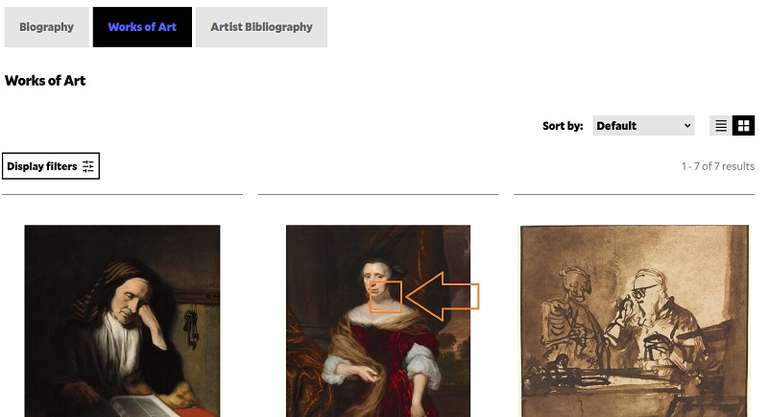 Biography
Works of Art
Artist Bibliography
Works of Art
Sort by:
Default
Display filters
1 - 7 of 7 results